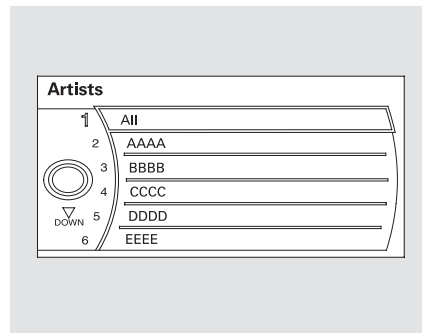 Artists
1 All
2 AAAA
3 BBBB
4 CCCC
DOWN 5 DDDD
6 EEEE